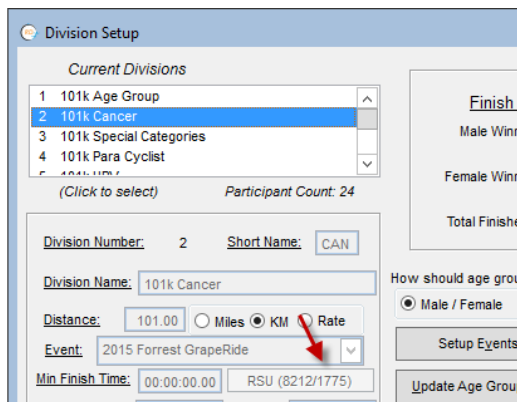 Division Setup
Current Divisions
1 101k Age Group
2 101k Cancer
3 101k Special Categories
4 101k Para Cyclist
(Click to select) Participant Count: 24
Division Number: 2 Short Name: CAN
Division Name: 101k Cancer
Distance: 101.00 Miles KM Rate
Event: 2015 Forrest GrapeRide
Min Finish Time: 00:00:00.00 RSU (8212/1775)
Finish
Male Winn
Female Winn
Total Finishe
How should age grou
Male / Female
Setup Events
Update Age Group